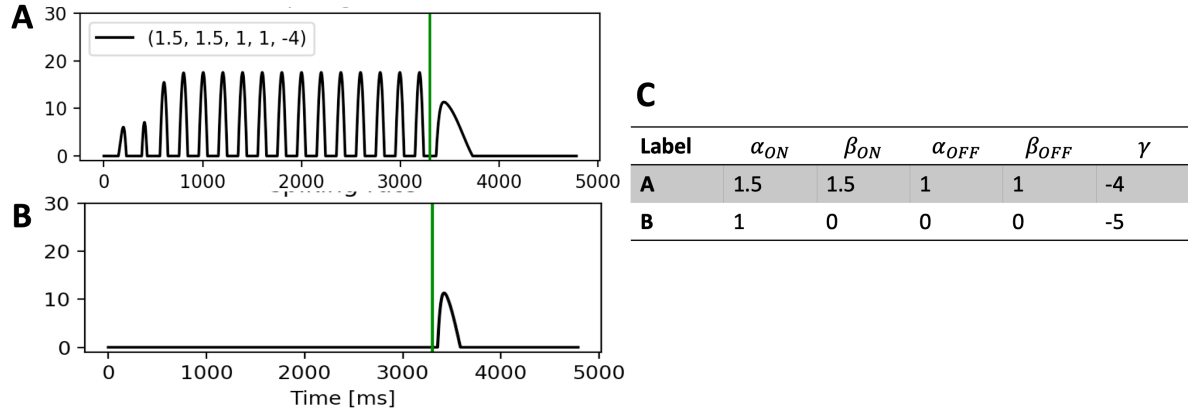 A
30
20
10
0
(1.5, 1.5, 1, 1, -4)
0 1000 2000 3000 4000 5000
B
30
20
10
0
0 1000 2000 3000 4000 5000
Time [ms]
C
Label α_ON β_ON α_OFF β_OFF γ
A 1.5 1.5 1 1 -4
B 1 0 0 0 -5